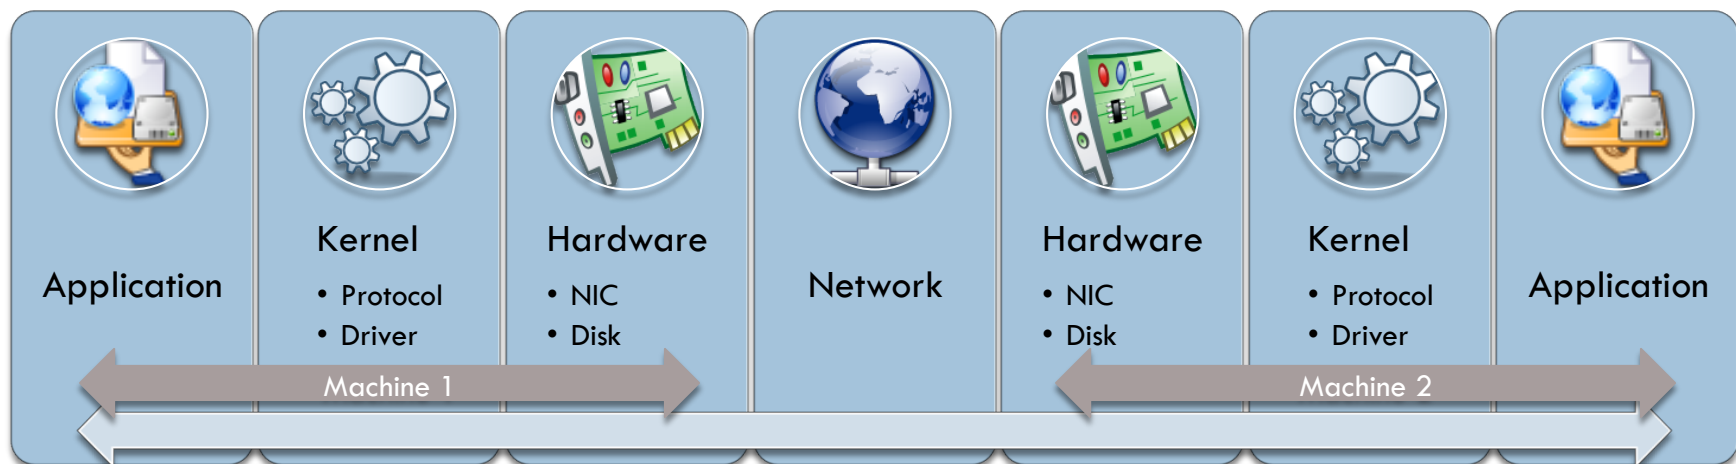 Application
Kernel
• Protocol
• Driver
Hardware
• NIC
• Disk
Network
Hardware
• NIC
• Disk
Kernel
• Protocol
• Driver
Application
Machine 1
Machine 2